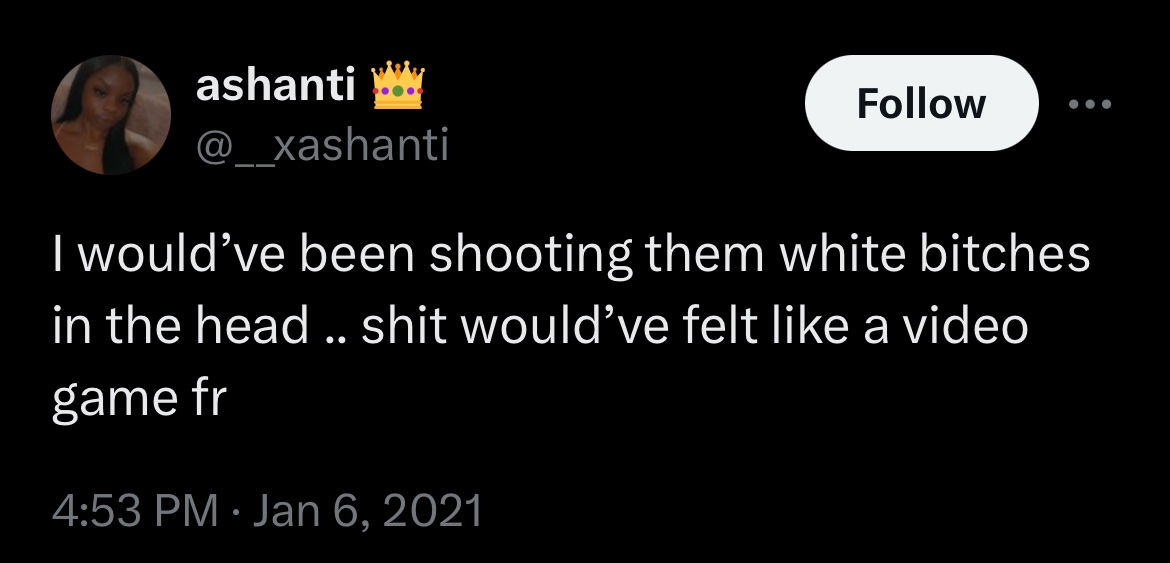 ashanti 👑
Follow
@__xashanti
I would’ve been shooting them white bitches
in the head .. shit would’ve felt like a video
game fr
4:53 PM · Jan 6, 2021